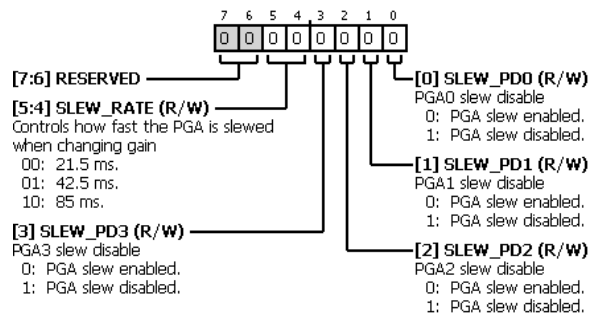 7 6 5 4 3 2 1 0
0 0 0 0 0 0 0 0
[7:6] RESERVED
[5:4] SLEW_RATE (R/W)
Controls how fast the PGA is slewed
when changing gain
00: 21.5 ms.
01: 42.5 ms.
10: 85 ms.
[3] SLEW_PD3 (R/W)
PGA3 slew disable
0: PGA slew enabled.
1: PGA slew disabled.
[0] SLEW_PD0 (R/W)
PGA0 slew disable
0: PGA slew enabled.
1: PGA slew disabled.
[1] SLEW_PD1 (R/W)
PGA1 slew disable
0: PGA slew enabled.
1: PGA slew disabled.
[2] SLEW_PD2 (R/W)
PGA2 slew disable
0: PGA slew enabled.
1: PGA slew disabled.